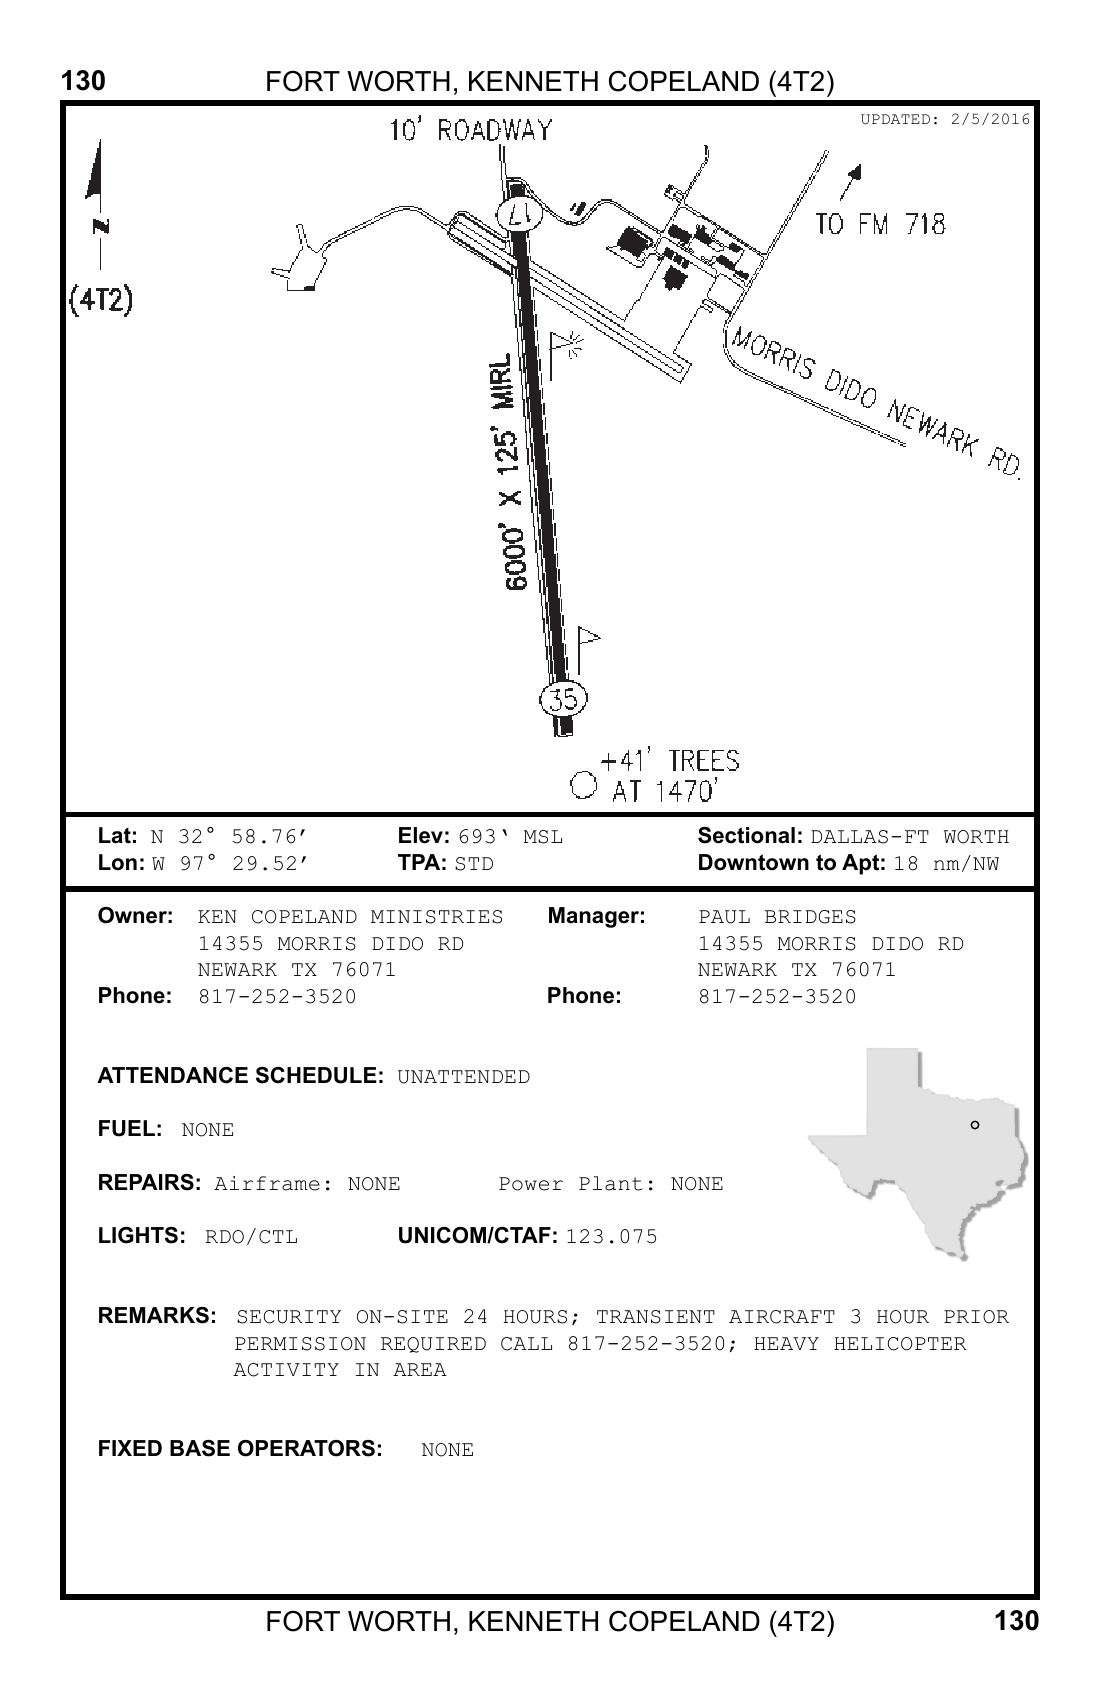 130 FORT WORTH, KENNETH COPELAND (4T2)
UPDATED: 2/5/2016
10' ROADWAY
N
(4T2)
17
TO FM 718
MORRIS DIDO NEWARK RD.
6000' X 125' MIRL
35
+41' TREES
AT 1470'
Lat: N 32° 58.76′ Elev: 693‘ MSL Sectional: DALLAS-FT WORTH
Lon: W 97° 29.52′ TPA: STD Downtown to Apt: 18 nm/NW
Owner: KEN COPELAND MINISTRIES Manager: PAUL BRIDGES
14355 MORRIS DIDO RD 14355 MORRIS DIDO RD
NEWARK TX 76071 NEWARK TX 76071
Phone: 817-252-3520 Phone: 817-252-3520
ATTENDANCE SCHEDULE: UNATTENDED
FUEL: NONE
REPAIRS: Airframe: NONE Power Plant: NONE
LIGHTS: RDO/CTL UNICOM/CTAF: 123.075
REMARKS: SECURITY ON-SITE 24 HOURS; TRANSIENT AIRCRAFT 3 HOUR PRIOR
PERMISSION REQUIRED CALL 817-252-3520; HEAVY HELICOPTER
ACTIVITY IN AREA
FIXED BASE OPERATORS: NONE
FORT WORTH, KENNETH COPELAND (4T2) 130